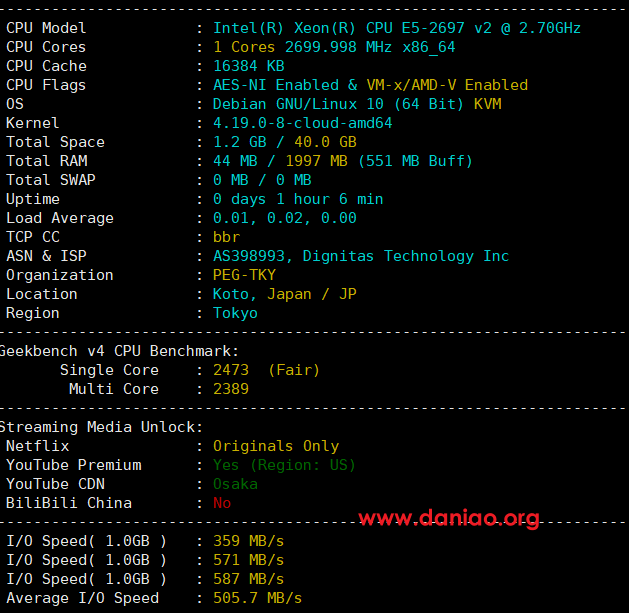 ----------------------------------------------------------------------
CPU Model : Intel(R) Xeon(R) CPU E5-2697 v2 @ 2.70GHz
CPU Cores : 1 Cores 2699.998 MHz x86_64
CPU Cache : 16384 KB
CPU Flags : AES-NI Enabled & VM-x/AMD-V Enabled
OS : Debian GNU/Linux 10 (64 Bit) KVM
Kernel : 4.19.0-8-cloud-amd64
Total Space : 1.2 GB / 40.0 GB
Total RAM : 44 MB / 1997 MB (551 MB Buff)
Total SWAP : 0 MB / 0 MB
Uptime : 0 days 1 hour 6 min
Load Average : 0.01, 0.02, 0.00
TCP CC : bbr
ASN & ISP : AS398993, Dignitas Technology Inc
Organization : PEG-TKY
Location : Koto, Japan / JP
Region : Tokyo
----------------------------------------------------------------------
Geekbench v4 CPU Benchmark:
Single Core : 2473 (Fair)
Multi Core : 2389
----------------------------------------------------------------------
Streaming Media Unlock:
Netflix : Originals Only
YouTube Premium : Yes (Region: US)
YouTube CDN : Osaka
BiliBili China : No
www.daniao.org
----------------------------------------------------------------------
I/O Speed( 1.0GB ) : 359 MB/s
I/O Speed( 1.0GB ) : 571 MB/s
I/O Speed( 1.0GB ) : 587 MB/s
Average I/O Speed : 505.7 MB/s